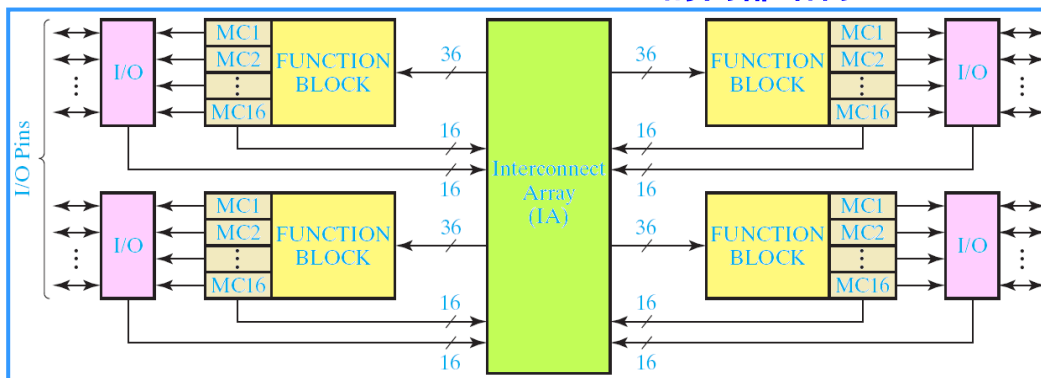 I/O Pins
I/O
MC1
MC2
⋮
MC16
FUNCTION
BLOCK
36
16
16
Interconnect
Array
(IA)
36
16
16
FUNCTION
BLOCK
MC1
MC2
⋮
MC16
I/O
I/O
MC1
MC2
⋮
MC16
FUNCTION
BLOCK
36
16
16
36
16
16
FUNCTION
BLOCK
MC1
MC2
⋮
MC16
I/O